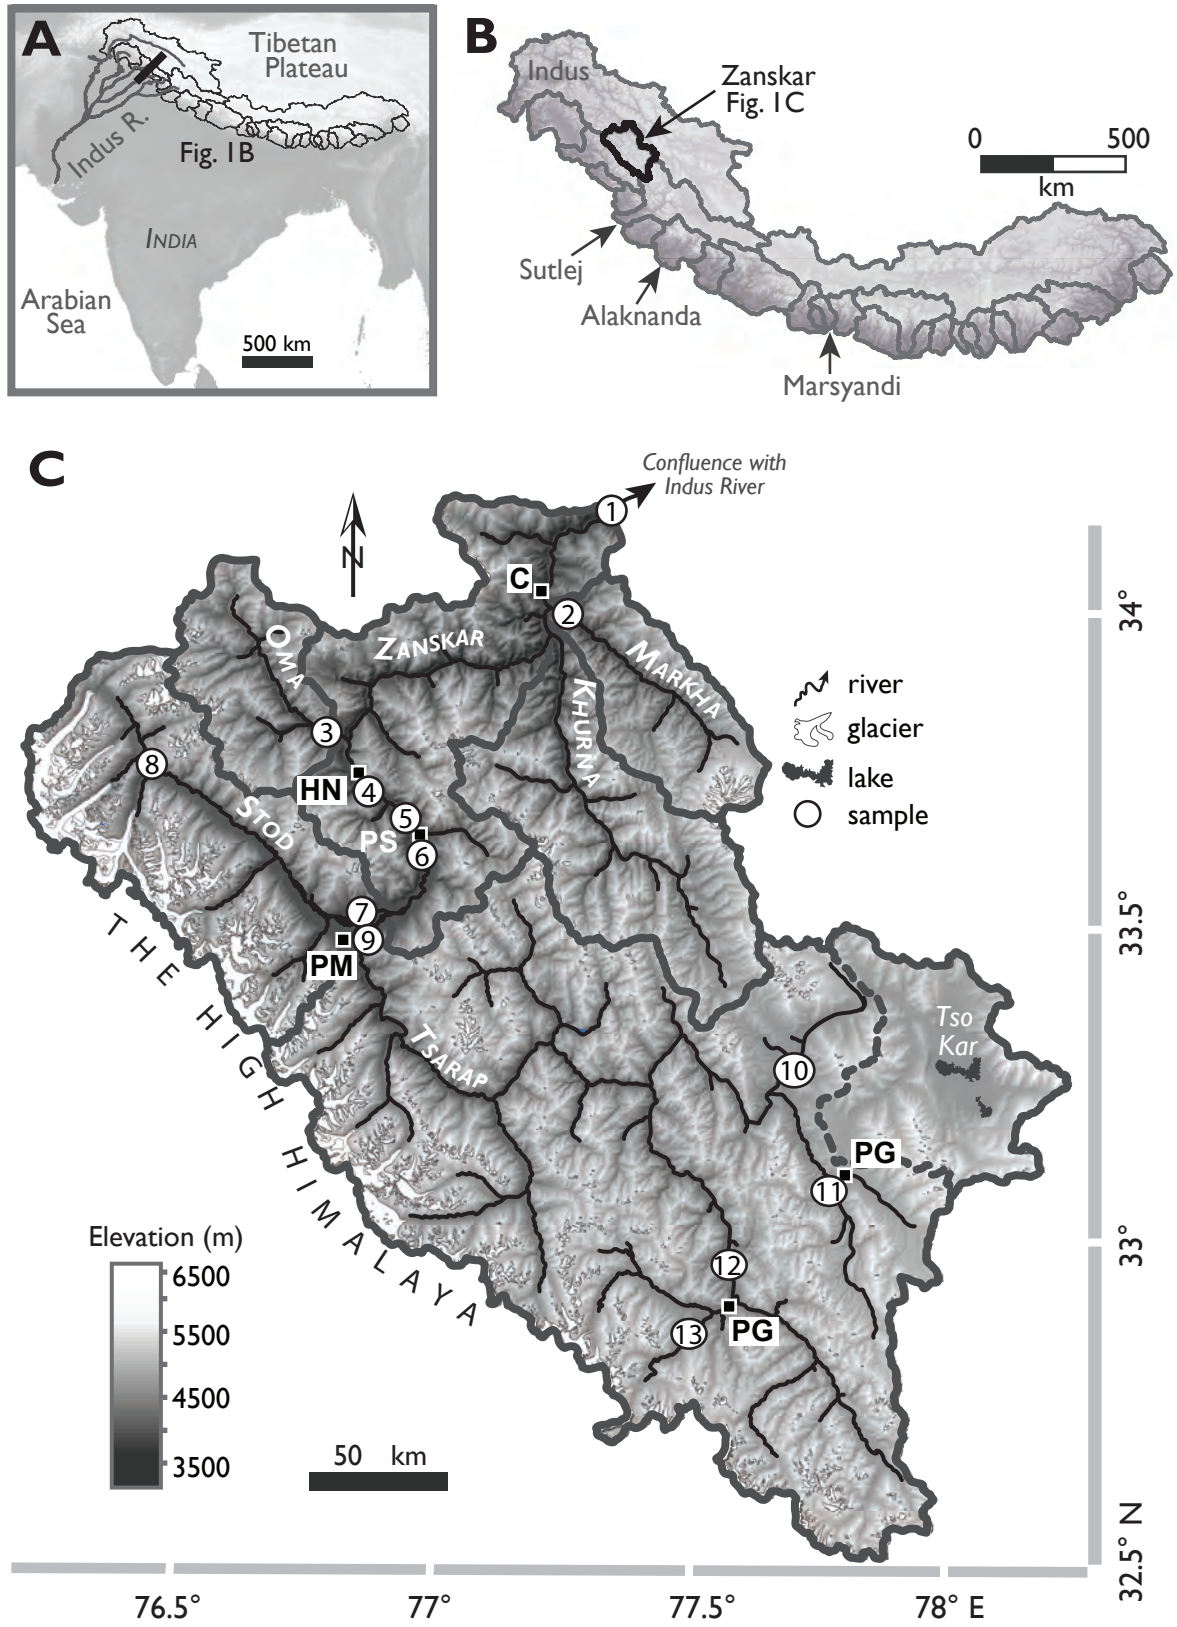 A
Tibetan
Plateau
Indus R.
Fig. 1B
INDIA
Arabian
Sea
500 km
B
Indus
Zanskar
Fig. 1C
0 500
km
Sutlej
Alaknanda
Marsyandi
C
Confluence with
Indus River
N
1
C
2
OMA
ZANSKAR
MARKHA
KHURNA
3
8
HN
4
STOD
5
PS
6
7
9
PM
TSARAP
THE HIGH HIMALAYA
river
glacier
lake
sample
Tso
Kar
10
PG
11
12
PG
13
Elevation (m)
6500
5500
4500
3500
50 km
34°
33.5°
33°
32.5° N
76.5°
77°
77.5°
78° E